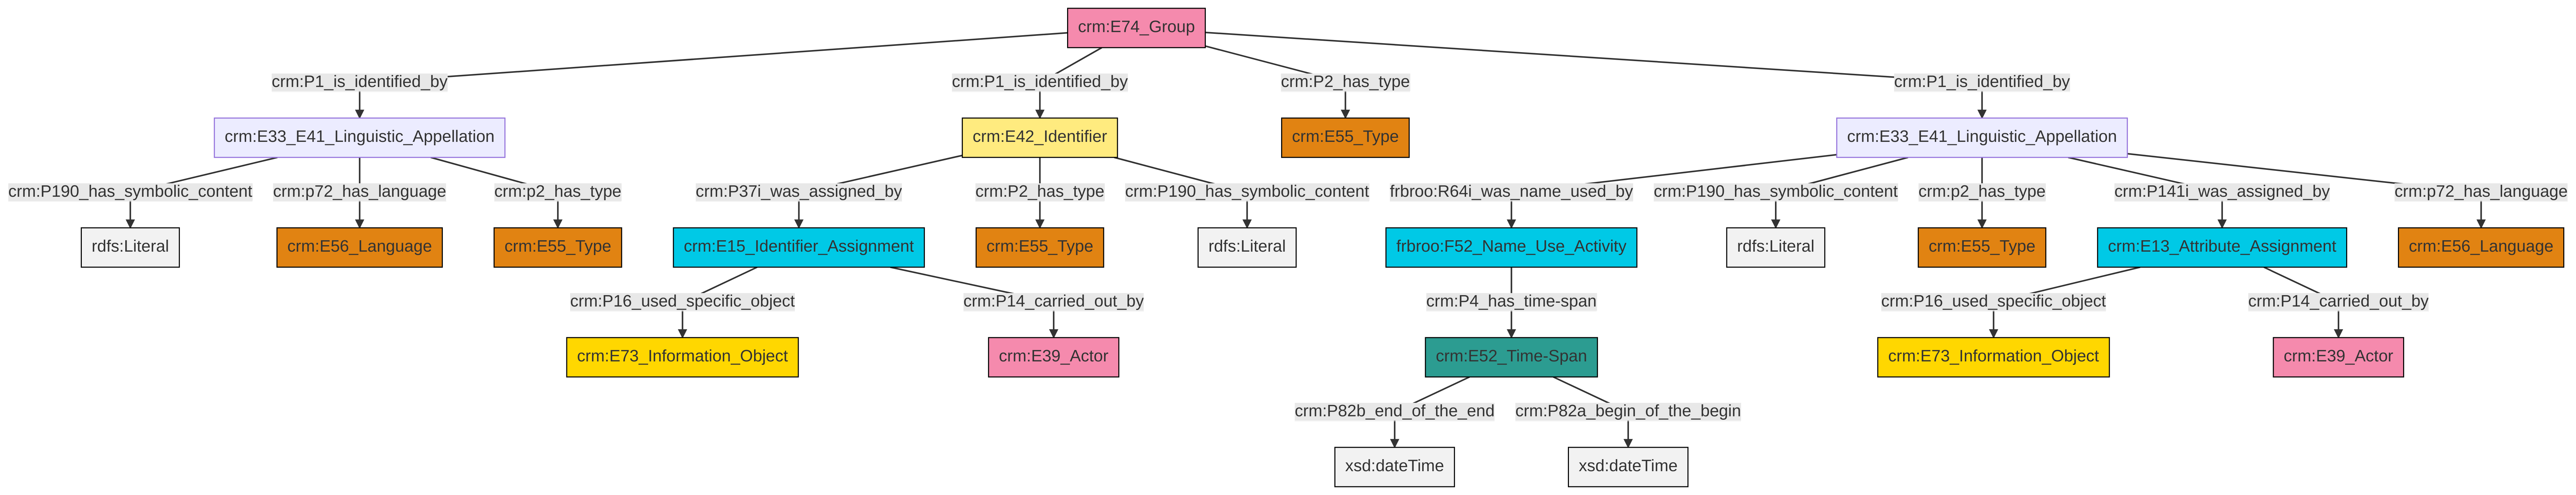 crm:E74_Group
crm:P1_is_identified_by
crm:P1_is_identified_by
crm:P2_has_type
crm:P1_is_identified_by
crm:E33_E41_Linguistic_Appellation
crm:E42_Identifier
crm:E55_Type
crm:E33_E41_Linguistic_Appellation
crm:P190_has_symbolic_content
crm:p72_has_language
crm:p2_has_type
crm:P37i_was_assigned_by
crm:P2_has_type
crm:P190_has_symbolic_content
frbroo:R64i_was_name_used_by
crm:P190_has_symbolic_content
crm:p2_has_type
crm:P141i_was_assigned_by
crm:p72_has_language
rdfs:Literal
crm:E56_Language
crm:E55_Type
crm:E15_Identifier_Assignment
crm:E55_Type
rdfs:Literal
frbroo:F52_Name_Use_Activity
rdfs:Literal
crm:E55_Type
crm:E13_Attribute_Assignment
crm:E56_Language
crm:P16_used_specific_object
crm:P14_carried_out_by
crm:P4_has_time-span
crm:P16_used_specific_object
crm:P14_carried_out_by
crm:E73_Information_Object
crm:E39_Actor
crm:E52_Time-Span
crm:E73_Information_Object
crm:E39_Actor
crm:P82b_end_of_the_end
crm:P82a_begin_of_the_begin
xsd:dateTime
xsd:dateTime